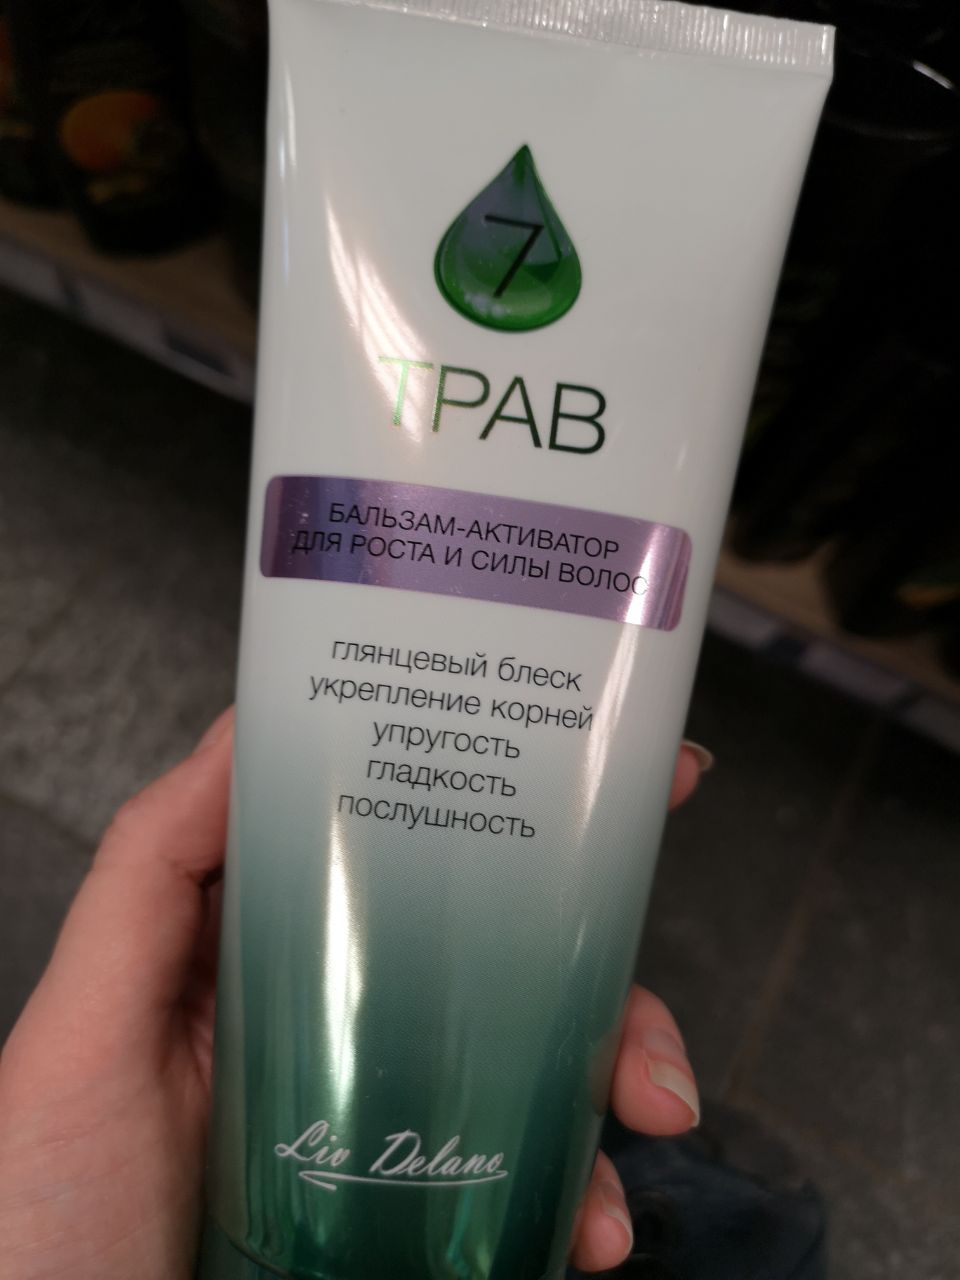 7
ТРАВ
БАЛЬЗАМ-АКТИВАТОР
ДЛЯ РОСТА И СИЛЫ ВОЛОС
глянцевый блеск
укрепление корней
упругость
гладкость
послушность
Liv Delano